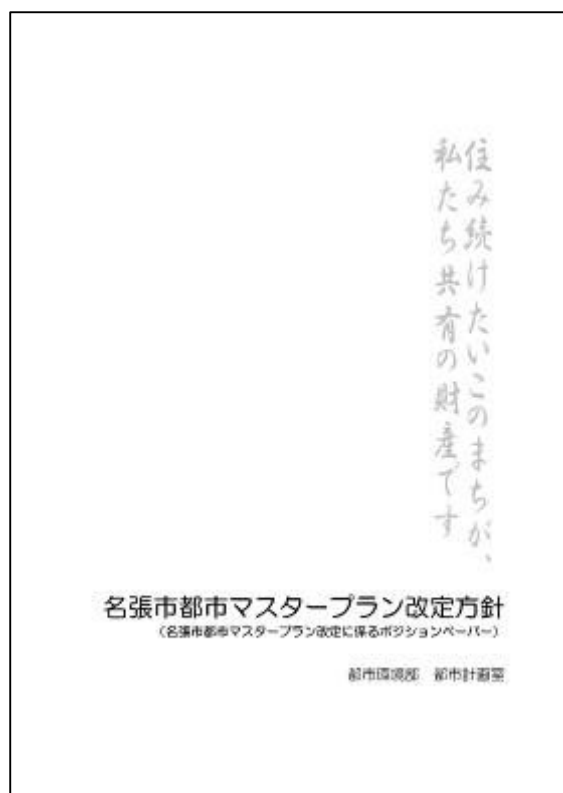 住み続けたいこのまちが、
私たち共有の財産です
名張市都市マスタープラン改定方針
（名張市都市マスタープラン改定に係るポジションペーパー）
都市環境部　都市計画室